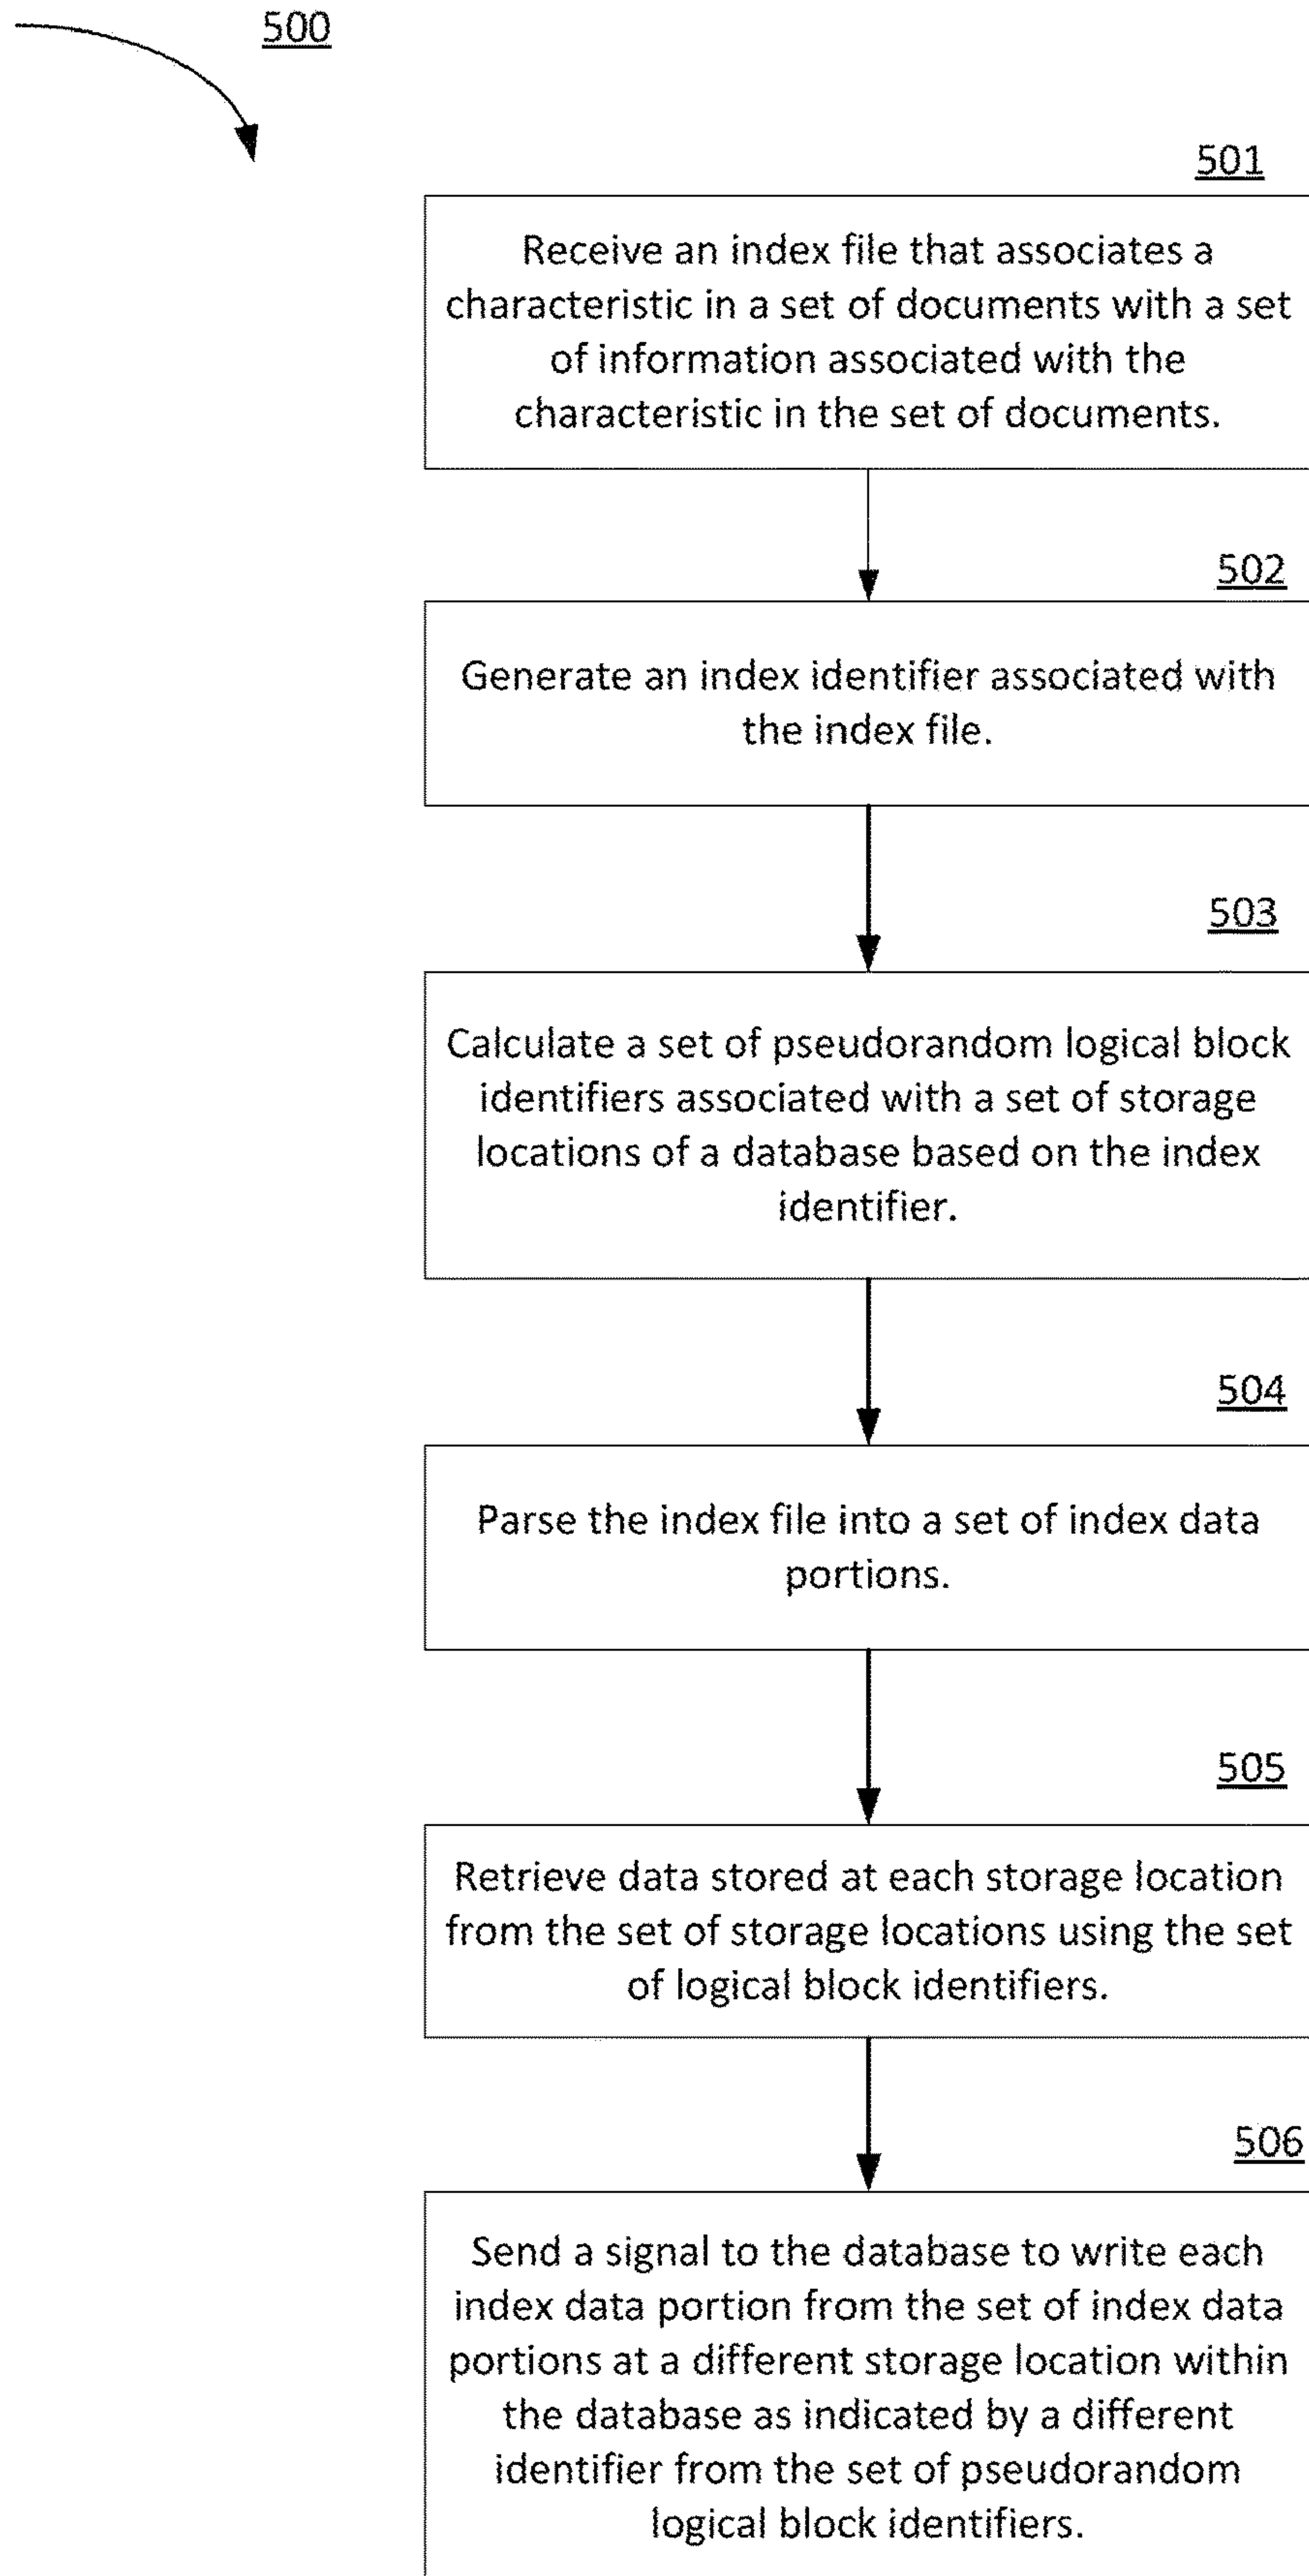 500
501
Receive an index file that associates a
characteristic in a set of documents with a set
of information associated with the
characteristic in the set of documents.
502
Generate an index identifier associated with
the index file.
503
Calculate a set of pseudorandom logical block
identifiers associated with a set of storage
locations of a database based on the index
identifier.
504
Parse the index file into a set of index data
portions.
505
Retrieve data stored at each storage location
from the set of storage locations using the set
of logical block identifiers.
506
Send a signal to the database to write each
index data portion from the set of index data
portions at a different storage location within
the database as indicated by a different
identifier from the set of pseudorandom
logical block identifiers.